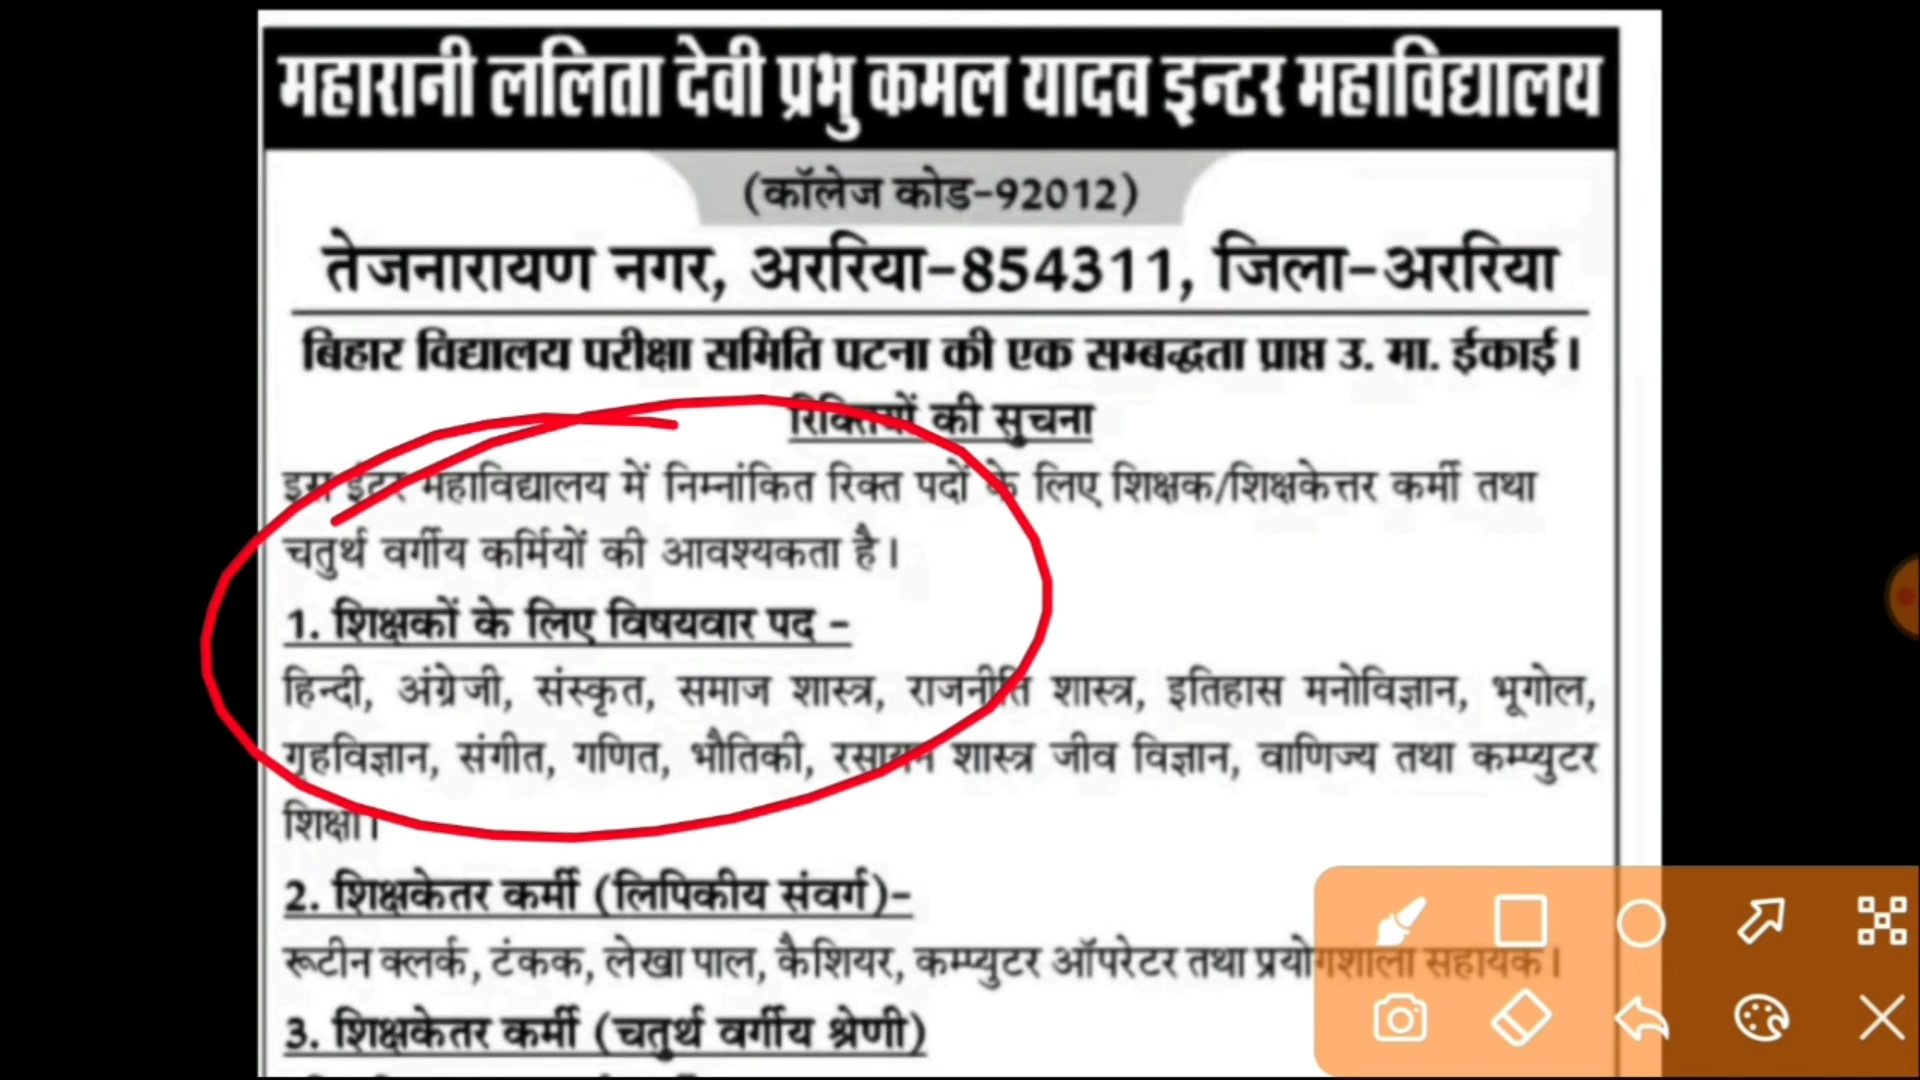 महारानी ललिता देवी प्रभु कमल यादव इन्टर महाविद्यालय
(कॉलेज कोड-92012)
तेजनारायण नगर, अररिया-854311, जिला-अररिया
बिहार विद्यालय परीक्षा समिति पटना की एक सम्बद्धता प्राप्त उ. मा. ईकाई।
रिक्तियों की सुचना
इस इंटर महाविद्यालय में निम्नांकित रिक्त पदों के लिए शिक्षक/शिक्षकेत्तर कर्मी तथा
चतुर्थ वर्गीय कर्मियों की आवश्यकता है।
1. शिक्षकों के लिए विषयवार पद -
हिन्दी, अंग्रेजी, संस्कृत, समाज शास्त्र, राजनीति शास्त्र, इतिहास मनोविज्ञान, भूगोल,
गृहविज्ञान, संगीत, गणित, भौतिकी, रसायन शास्त्र जीव विज्ञान, वाणिज्य तथा कम्प्युटर
शिक्षा।
2. शिक्षकेतर कर्मी (लिपिकीय संवर्ग)-
रूटीन क्लर्क, टंकक, लेखा पाल, कैशियर, कम्प्युटर ऑपरेटर तथा प्रयोगशाला सहायक।
3. शिक्षकेतर कर्मी (चतुर्थ वर्गीय श्रेणी)